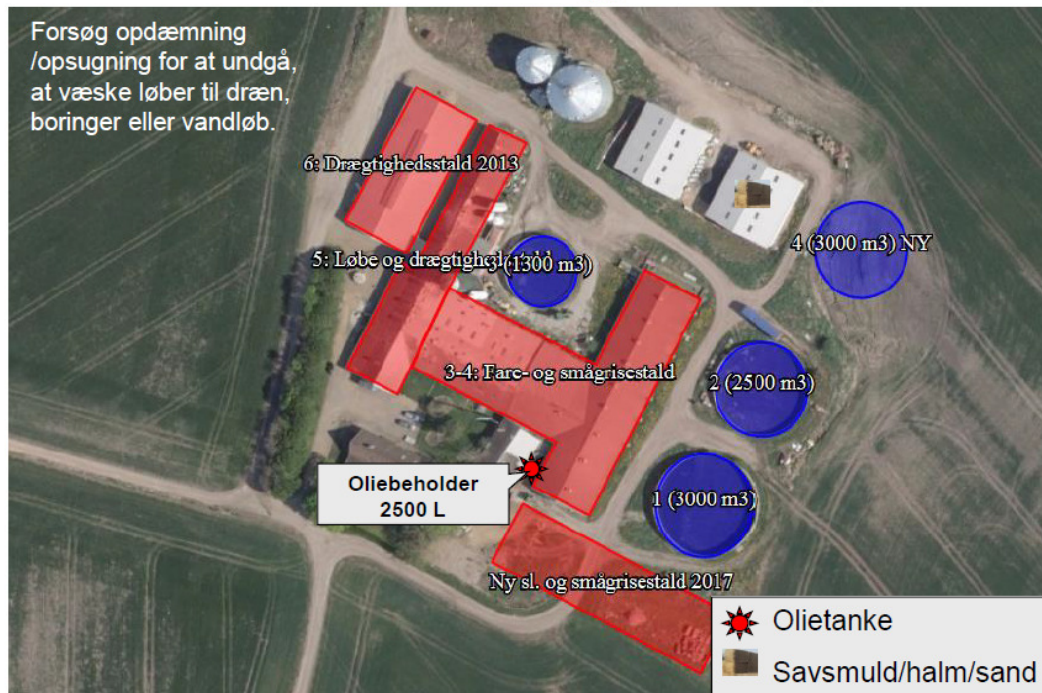 Forsøg opdæmning
/opsugning for at undgå,
at væske løber til dræn,
boringer eller vandløb.
6: Drægtighedsstald 2013
4 (3000 m3) NY
5: Løbe og drægtighedsstald
3 (1300 m3)
3-4: Fare- og smågrisestald
2 (2500 m3)
Oliebeholder
2500 L
1 (3000 m3)
Ny sl. og smågrisestald 2017
Olietanke
Savsmuld/halm/sand